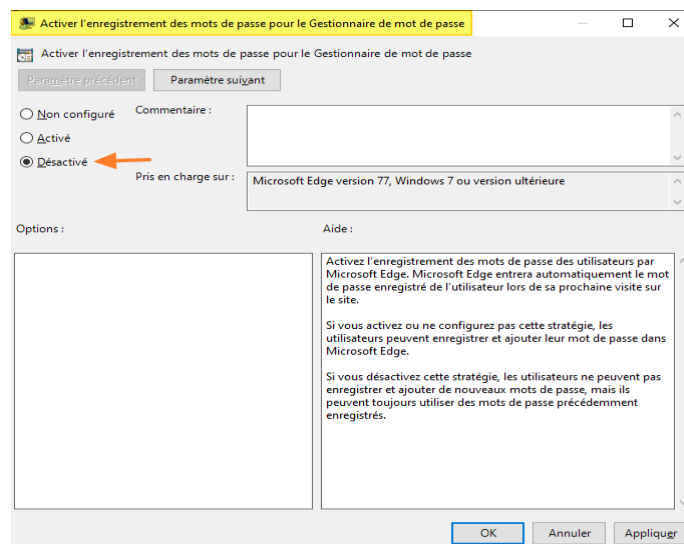 Activer l'enregistrement des mots de passe pour le Gestionnaire de mot de passe
Activer l'enregistrement des mots de passe pour le Gestionnaire de mot de passe
Paramètre précédent
Paramètre suivant
Non configuré
Commentaire :
Activé
Désactivé
Pris en charge sur :
Microsoft Edge version 77, Windows 7 ou version ultérieure
Options :
Aide :
Activez l'enregistrement des mots de passe des utilisateurs par
Microsoft Edge. Microsoft Edge entrera automatiquement le mot
de passe enregistré de l'utilisateur lors de sa prochaine visite sur
le site.
Si vous activez ou ne configurez pas cette stratégie, les
utilisateurs peuvent enregistrer et ajouter leur mot de passe dans
Microsoft Edge.
Si vous désactivez cette stratégie, les utilisateurs ne peuvent pas
enregistrer et ajouter de nouveaux mots de passe, mais ils
peuvent toujours utiliser des mots de passe précédemment
enregistrés.
OK
Annuler
Appliquer